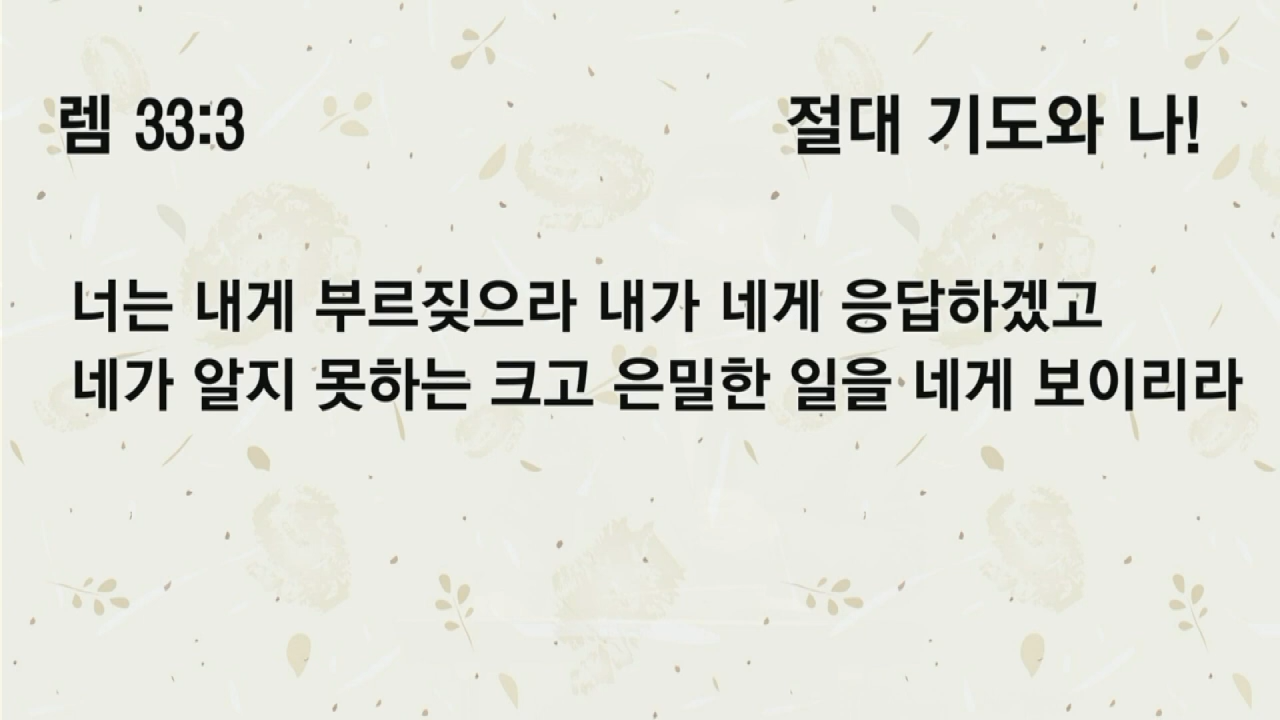 렘 33:3
절대 기도와 나!
너는 내게 부르짖으라 내가 네게 응답하겠고
네가 알지 못하는 크고 은밀한 일을 네게 보이리라